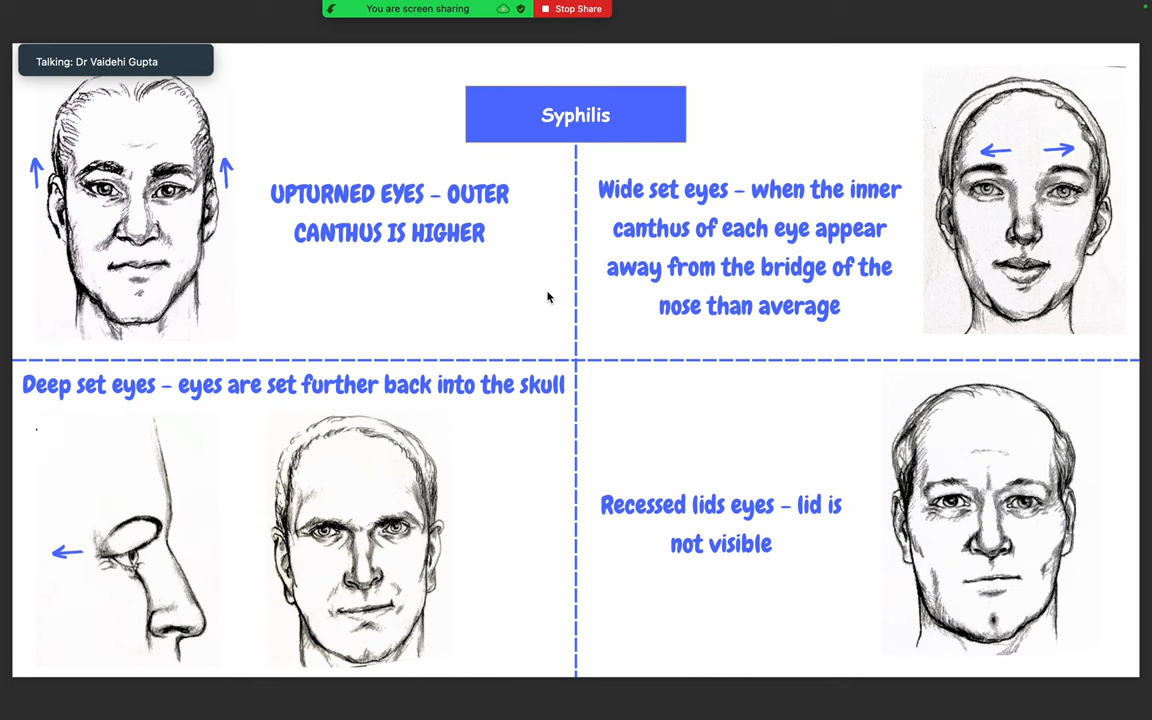 You are screen sharing
Stop Share
Talking: Dr Vaidehi Gupta
Syphilis
UPTURNED EYES – OUTER
CANTHUS IS HIGHER
Wide set eyes – when the inner
canthus of each eye appear
away from the bridge of the
nose than average
Deep set eyes – eyes are set further back into the skull
Recessed lids eyes – lid is
not visible